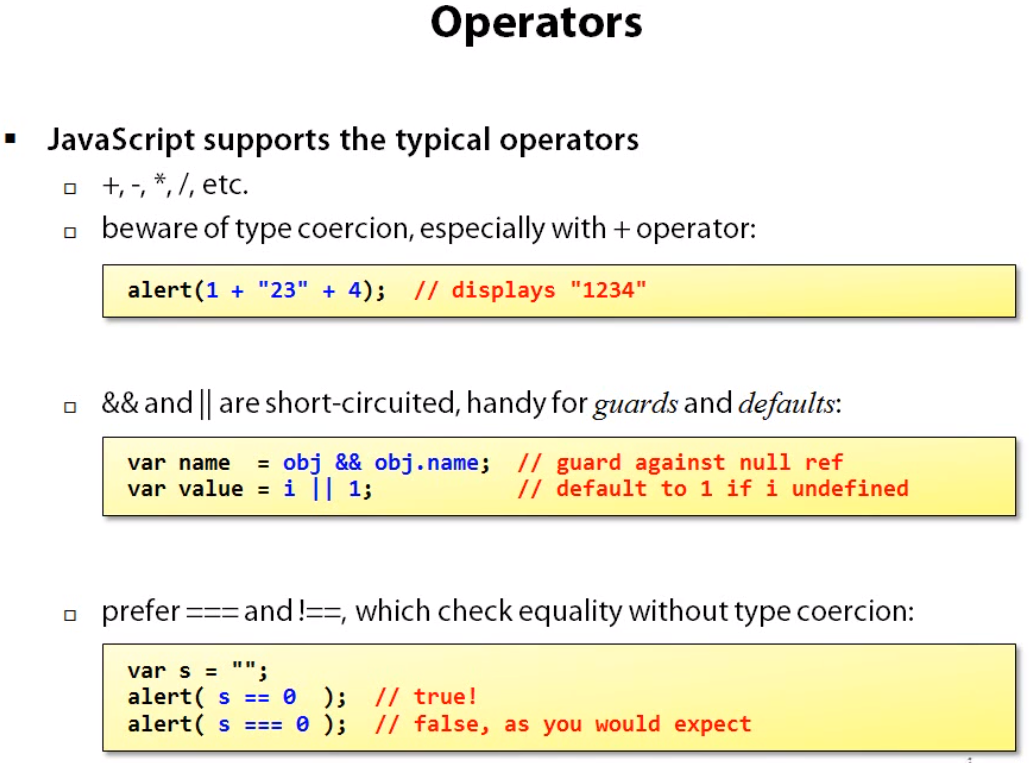 Operators
JavaScript supports the typical operators
+, -, *, /, etc.
beware of type coercion, especially with + operator:
alert(1 + "23" + 4);  // displays "1234"
&& and || are short-circuited, handy for guards and defaults:
var name  = obj && obj.name;  // guard against null ref
var value = i || 1;           // default to 1 if i undefined
prefer === and !==, which check equality without type coercion:
var s = "";
alert( s == 0  );  // true!
alert( s === 0 );  // false, as you would expect